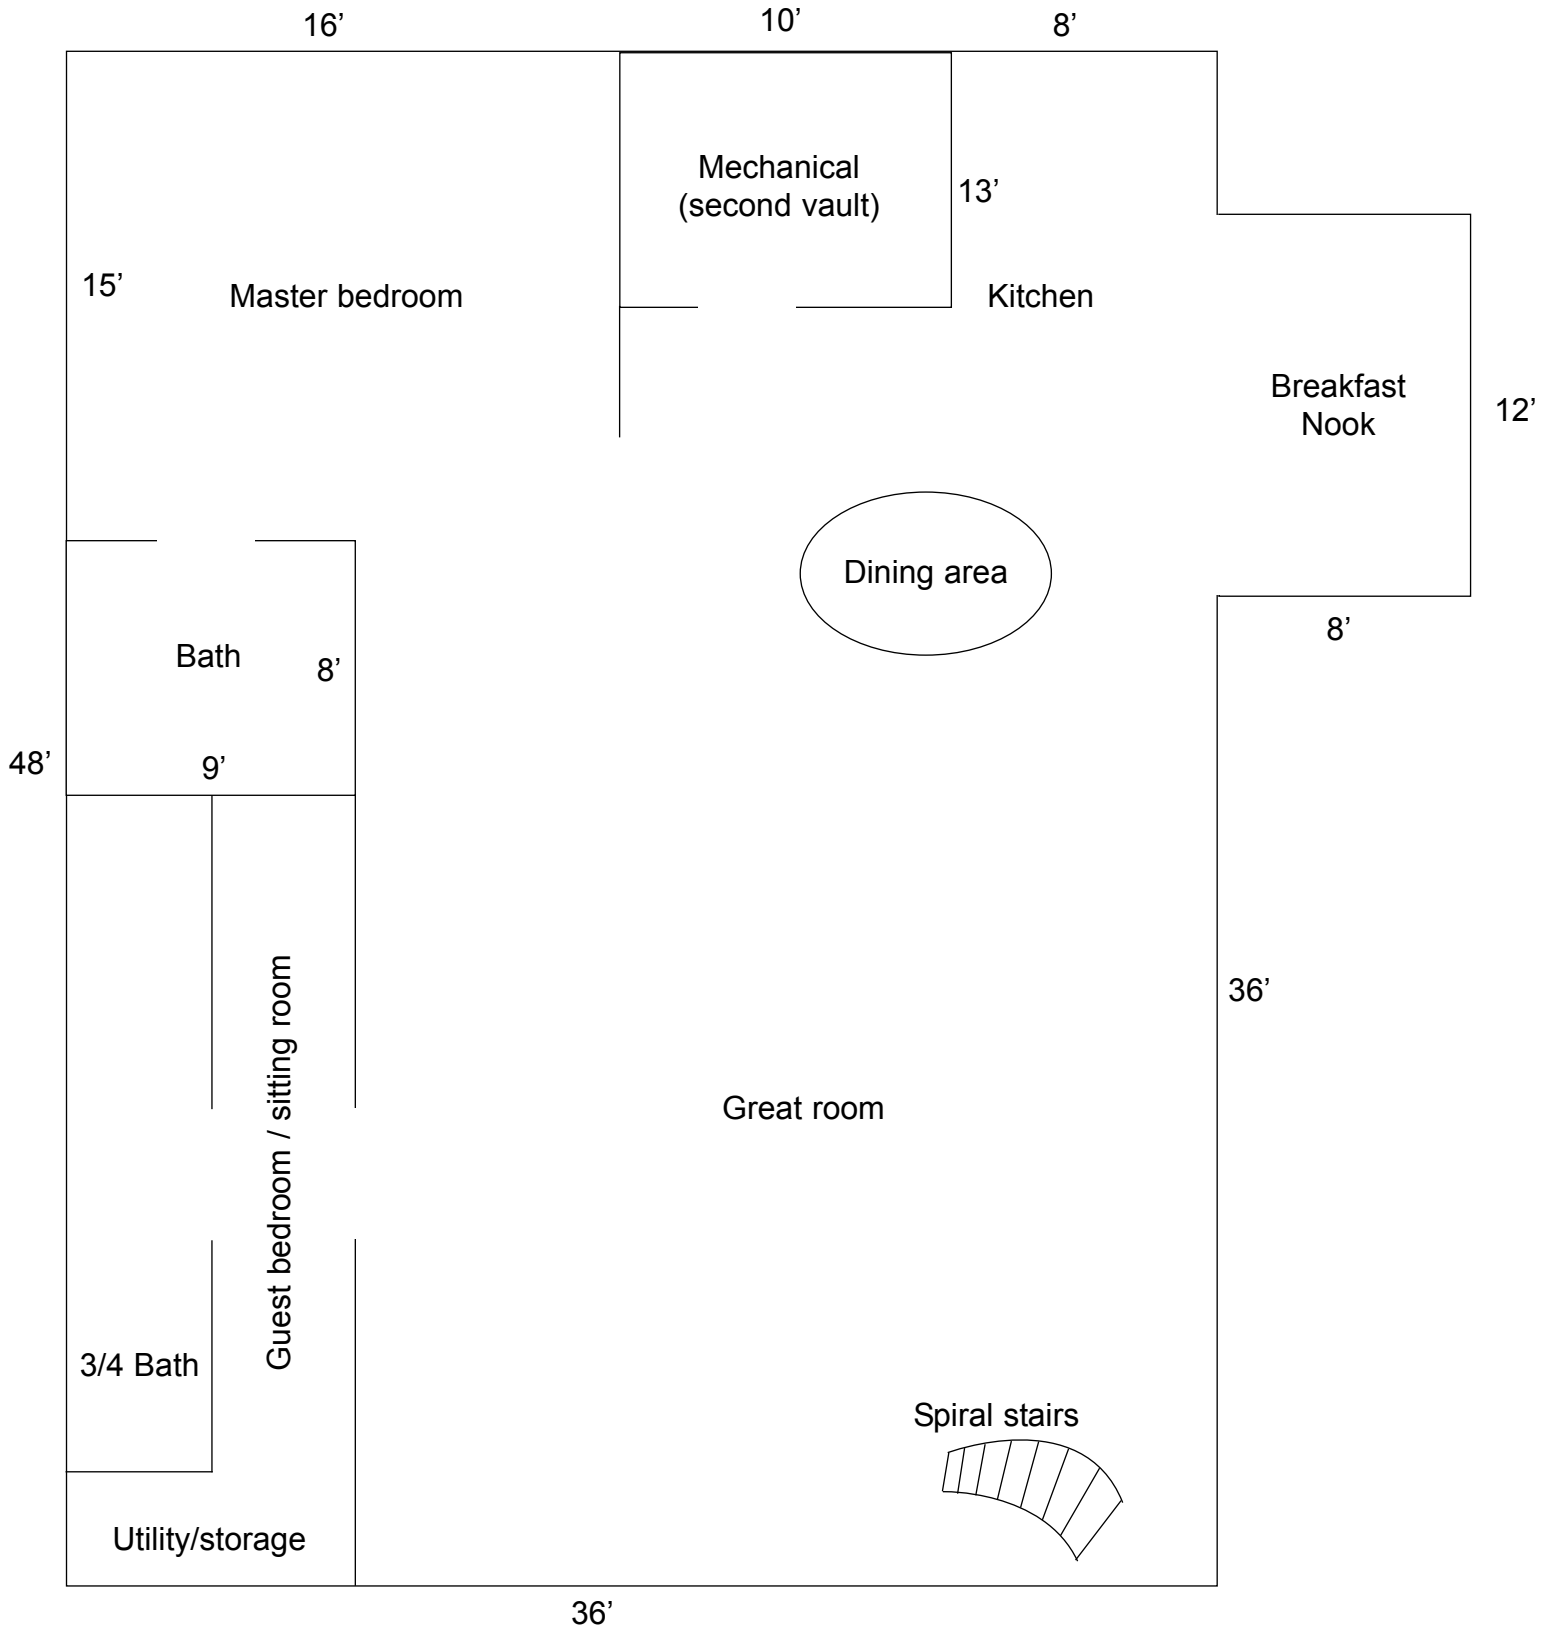 16’
10’
8’
Mechanical
(second vault)
13’
15’
Master bedroom
Kitchen
Breakfast
Nook
12’
Dining area
8’
Bath
8’
48’
9’
36’
Guest bedroom / sitting room
Great room
3/4 Bath
Spiral stairs
Utility/storage
36’